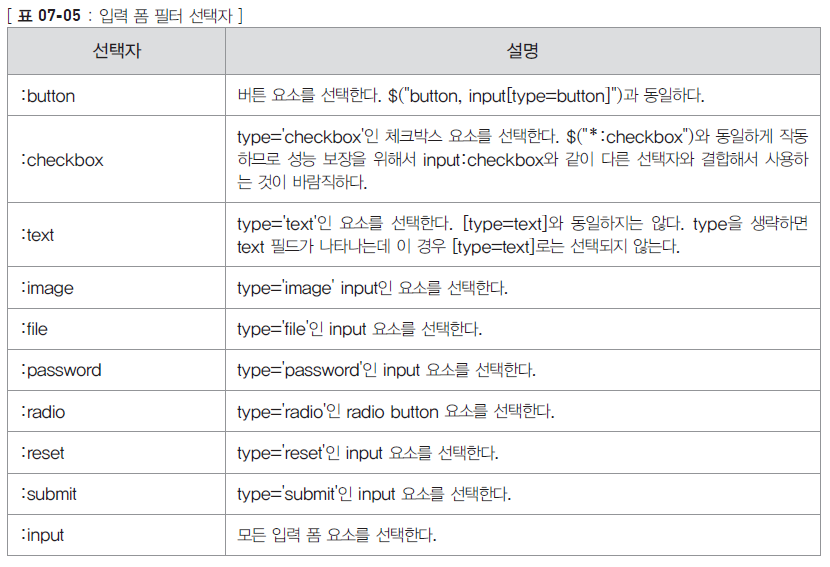 [ 표 07-05 : 입력 폼 필터 선택자 ]
선택자 설명
:button 버튼 요소를 선택한다. $("button, input[type=button]")과 동일하다.
:checkbox type='checkbox'인 체크박스 요소를 선택한다. $("*:checkbox")와 동일하게 작동
하므로 성능 보장을 위해서 input:checkbox와 같이 다른 선택자와 결합해서 사용하
는 것이 바람직하다.
:text type='text'인 요소를 선택한다. [type=text]와 동일하지는 않다. type을 생략하면
text 필드가 나타나는데 이 경우 [type=text]로는 선택되지 않는다.
:image type='image’ input인 요소를 선택한다.
:file type='file'인 input 요소를 선택한다.
:password type='password'인 input 요소를 선택한다.
:radio type='radio'인 radio button 요소를 선택한다.
:reset type='reset'인 input 요소를 선택한다.
:submit type='submit'인 input 요소를 선택한다.
:input 모든 입력 폼 요소를 선택한다.